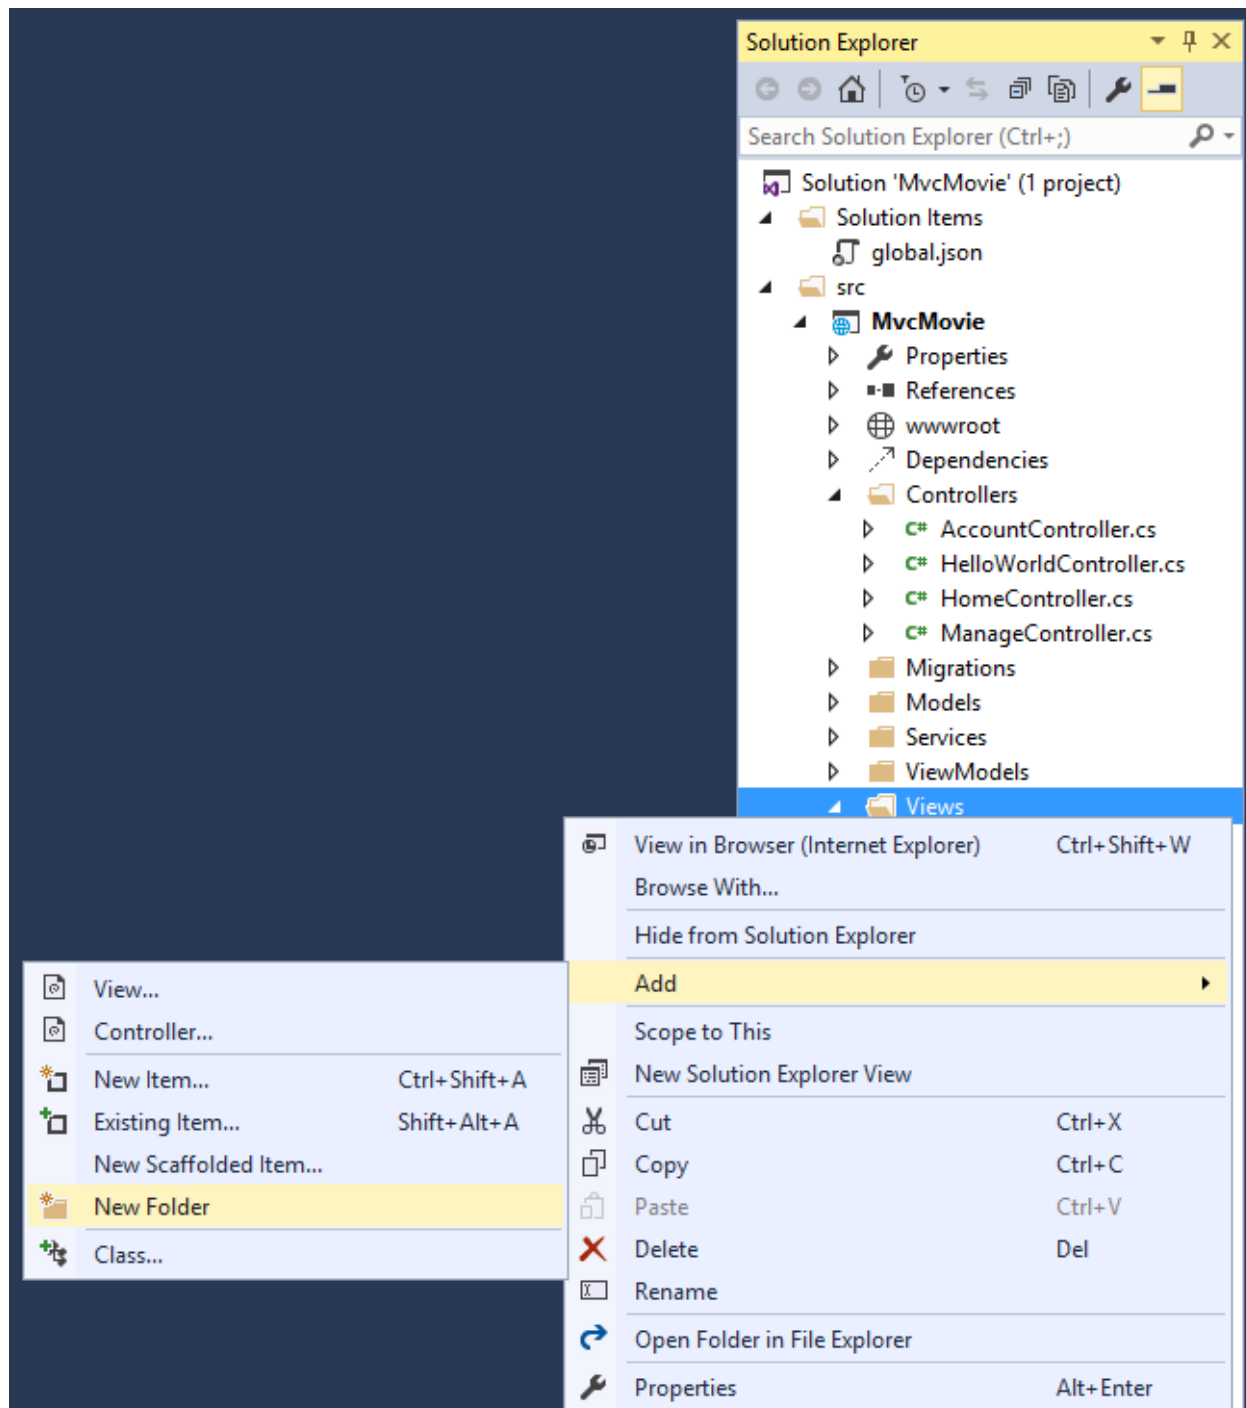 Solution Explorer
Search Solution Explorer (Ctrl+;)
Solution 'MvcMovie' (1 project)
Solution Items
global.json
src
MvcMovie
Properties
References
wwwroot
Dependencies
Controllers
C# AccountController.cs
C# HelloWorldController.cs
C# HomeController.cs
C# ManageController.cs
Migrations
Models
Services
ViewModels
Views
View in Browser (Internet Explorer) Ctrl+Shift+W
Browse With...
Hide from Solution Explorer
Add
Scope to This
New Solution Explorer View
Cut Ctrl+X
Copy Ctrl+C
Paste Ctrl+V
Delete Del
Rename
Open Folder in File Explorer
Properties Alt+Enter
View...
Controller...
New Item... Ctrl+Shift+A
Existing Item... Shift+Alt+A
New Scaffolded Item...
New Folder
Class...